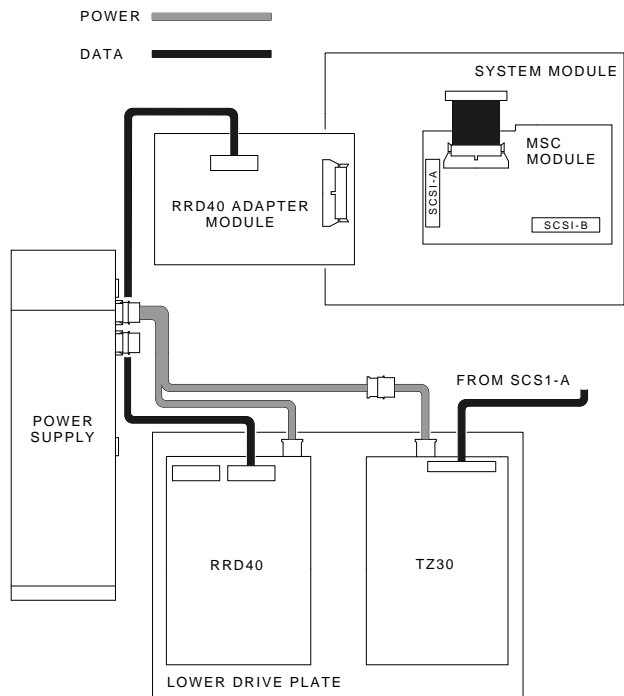 POWER
DATA
SYSTEM MODULE
MSC
MODULE
SCSI-A
SCSI-B
RRD40 ADAPTER
MODULE
FROM SCS1-A
POWER
SUPPLY
RRD40
TZ30
LOWER DRIVE PLATE